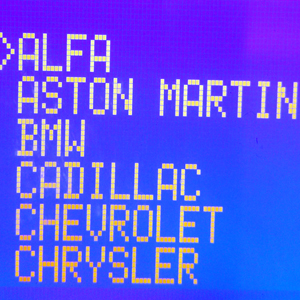 >ALFA
ASTON MARTIN
BMW
CADILLAC
CHEVROLET
CHRYSLER